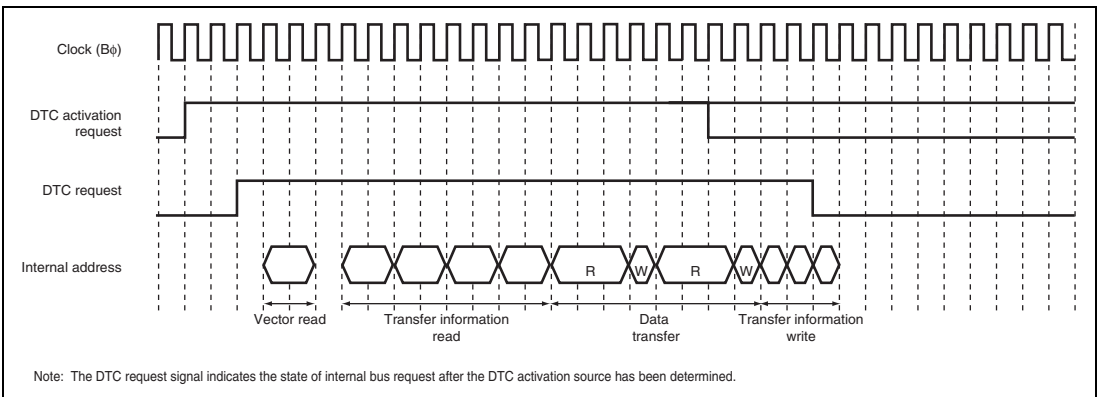 Clock (Bφ)
DTC activation
request
DTC request
Internal address
R
W
R
W
Vector read
Transfer information
read
Data
transfer
Transfer information
write
Note: The DTC request signal indicates the state of internal bus request after the DTC activation source has been determined.